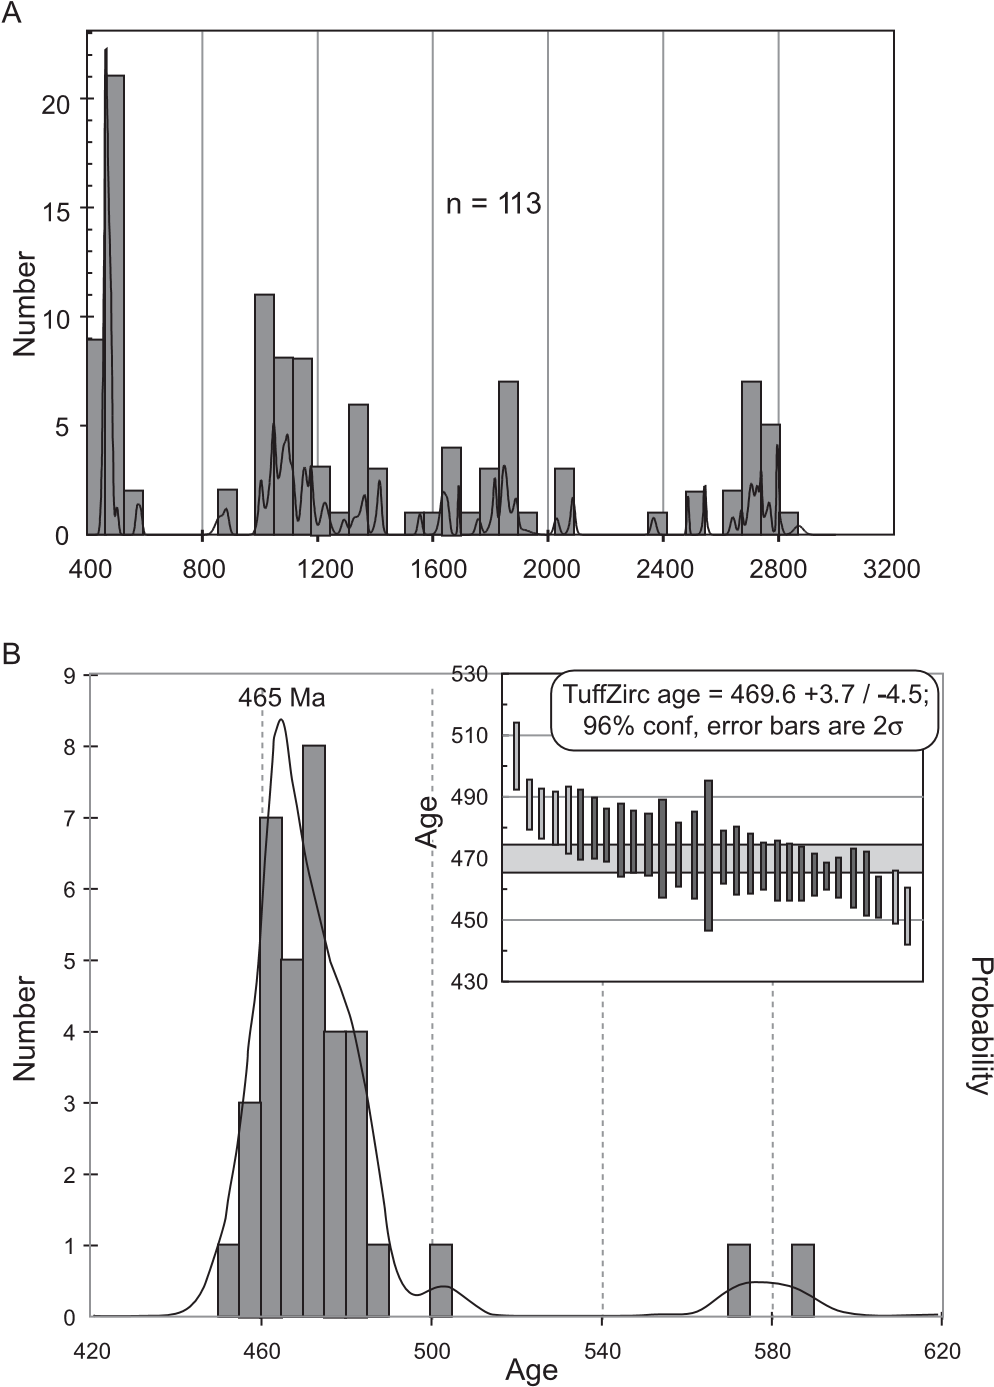 A
Number
20
15
10
5
0
n = 113
400 800 1200 1600 2000 2400 2800 3200
B
Number
9
8
7
6
5
4
3
2
1
0
465 Ma
Age
530
510
490
470
450
430
TuffZirc age = 469.6 +3.7 / -4.5;
96% conf, error bars are 2σ
Probability
420 460 500 540 580 620
Age